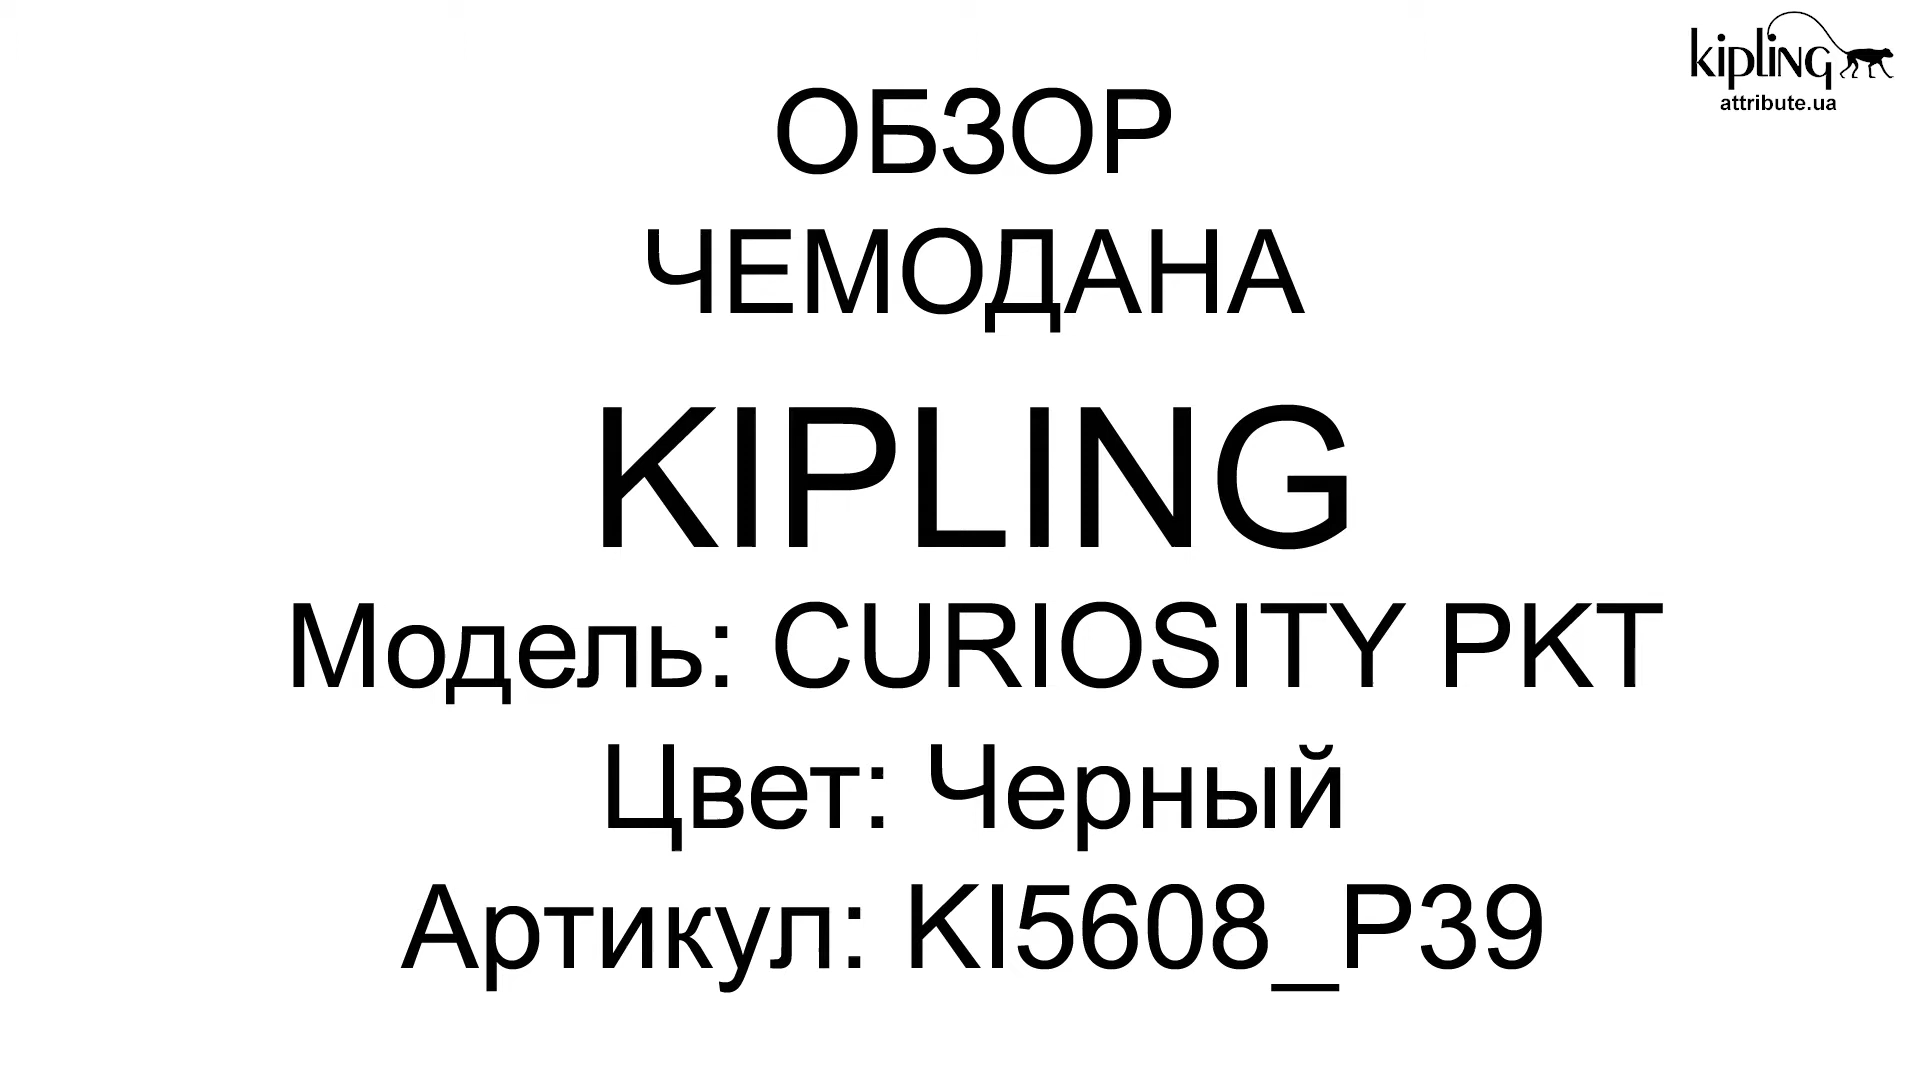 kipling
attribute.ua
ОБЗОР
ЧЕМОДАНА
KIPLING
Модель: CURIOSITY PKT
Цвет: Черный
Артикул: KI5608_P39